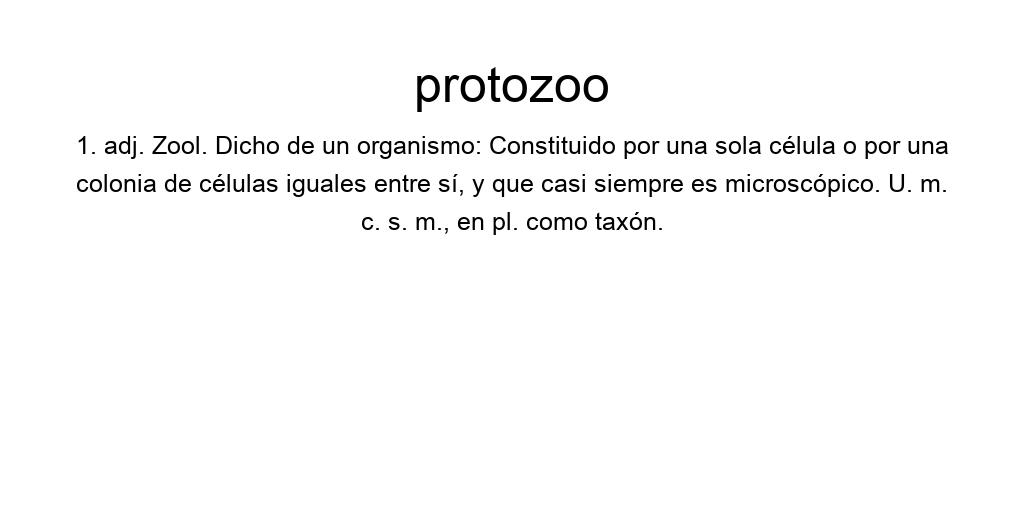 protozoo
1. adj. Zool. Dicho de un organismo: Constituido por una sola célula o por una
colonia de células iguales entre sí, y que casi siempre es microscópico. U. m.
c. s. m., en pl. como taxón.